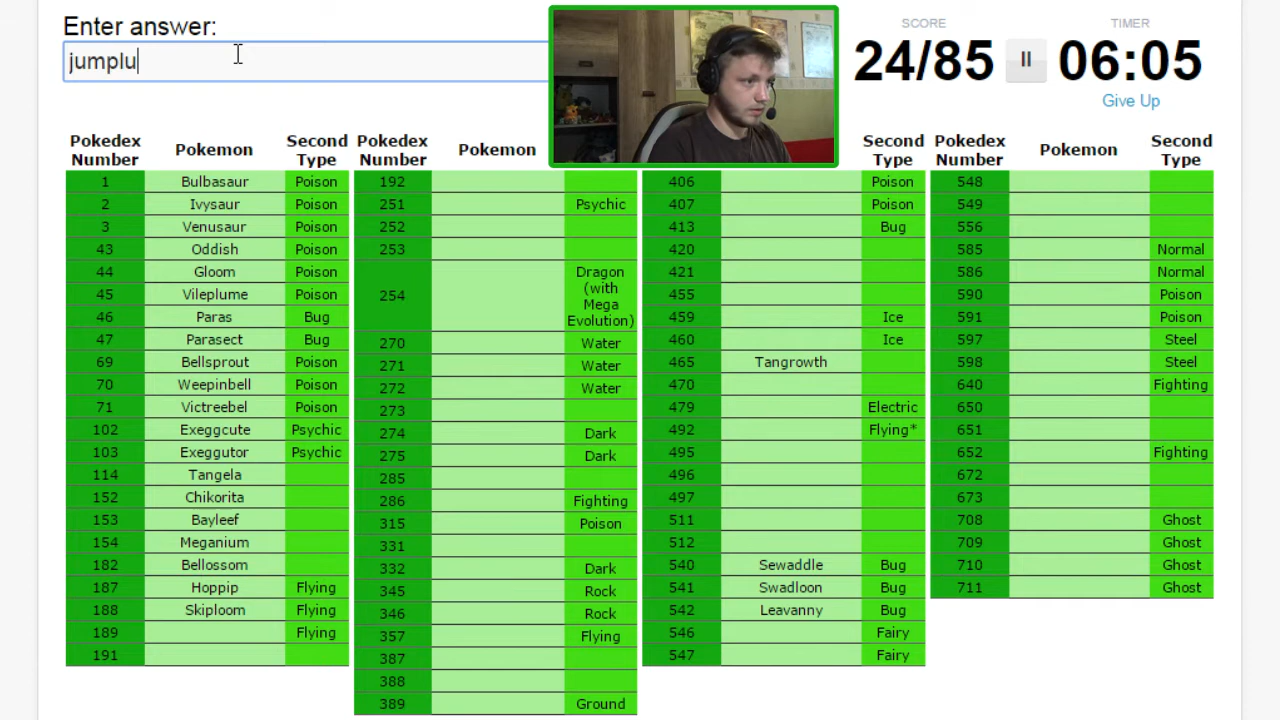 Enter answer:
jumplu
SCORE
24/85
TIMER
06:05
Give Up
Pokedex Number Pokemon Second Type
1 Bulbasaur Poison
2 Ivysaur Poison
3 Venusaur Poison
43 Oddish Poison
44 Gloom Poison
45 Vileplume Poison
46 Paras Bug
47 Parasect Bug
69 Bellsprout Poison
70 Weepinbell Poison
71 Victreebel Poison
102 Exeggcute Psychic
103 Exeggutor Psychic
114 Tangela
152 Chikorita
153 Bayleef
154 Meganium
182 Bellossom
187 Hoppip Flying
188 Skiploom Flying
189 Flying
191
Pokedex Number Pokemon
192
251 Psychic
252
253
254 Dragon (with Mega Evolution)
270 Water
271 Water
272 Water
273
274 Dark
275 Dark
285
286 Fighting
315 Poison
331
332 Dark
345 Rock
346 Rock
357 Flying
387
388
389 Ground
Second Type
406 Poison
407 Poison
413 Bug
420
421
455
459 Ice
460 Ice
465 Tangrowth
470
479 Electric
492 Flying*
495
496
497
511
512
540 Sewaddle Bug
541 Swadloon Bug
542 Leavanny Bug
546 Fairy
547 Fairy
Pokedex Number Pokemon Second Type
548
549
556
585 Normal
586 Normal
590 Poison
591 Poison
597 Steel
598 Steel
640 Fighting
650
651
652 Fighting
672
673
708 Ghost
709 Ghost
710 Ghost
711 Ghost